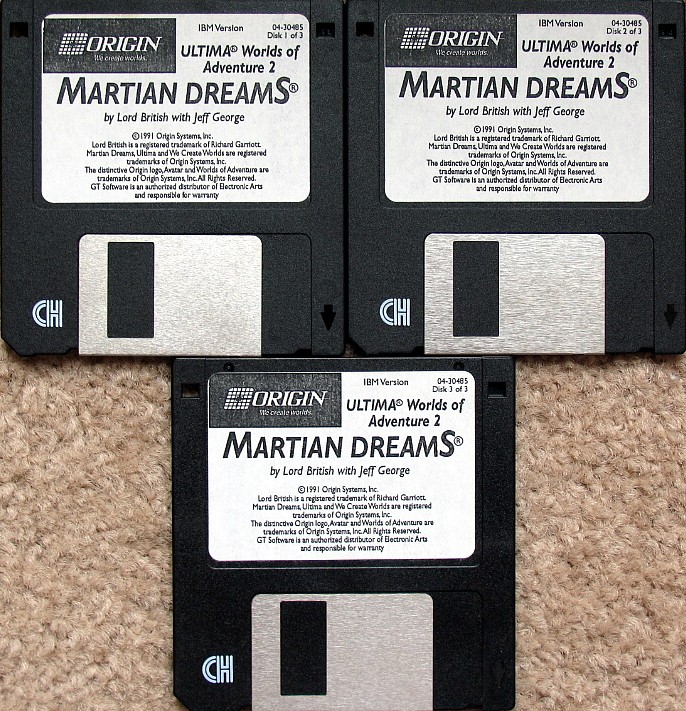 ORIGIN
We create worlds.
IBM Version
04-30485
Disk 1 of 3
ULTIMA® Worlds of
Adventure 2
MARTIAN DREAMS®
by Lord British with Jeff George
©1991 Origin Systems, Inc.
Lord British is a registered trademark of Richard Garriott.
Martian Dreams, Ultima and We Create Worlds are registered
trademarks of Origin Systems, Inc.
The distinctive Origin logo, Avatar and Worlds of Adventure are
trademarks of Origin Systems, Inc. All Rights Reserved.
GT Software is an authorized distributor of Electronic Arts
and responsible for warranty
CH
ORIGIN
We create worlds.
IBM Version
04-30485
Disk 2 of 3
ULTIMA® Worlds of
Adventure 2
MARTIAN DREAMS®
by Lord British with Jeff George
©1991 Origin Systems, Inc.
Lord British is a registered trademark of Richard Garriott.
Martian Dreams, Ultima and We Create Worlds are registered
trademarks of Origin Systems, Inc.
The distinctive Origin logo, Avatar and Worlds of Adventure are
trademarks of Origin Systems, Inc. All Rights Reserved.
GT Software is an authorized distributor of Electronic Arts
and responsible for warranty
CH
ORIGIN
We create worlds.
IBM Version
04-30485
Disk 3 of 3
ULTIMA® Worlds of
Adventure 2
MARTIAN DREAMS®
by Lord British with Jeff George
©1991 Origin Systems, Inc.
Lord British is a registered trademark of Richard Garriott.
Martian Dreams, Ultima and We Create Worlds are registered
trademarks of Origin Systems, Inc.
The distinctive Origin logo, Avatar and Worlds of Adventure are
trademarks of Origin Systems, Inc. All Rights Reserved.
GT Software is an authorized distributor of Electronic Arts
and responsible for warranty
CH